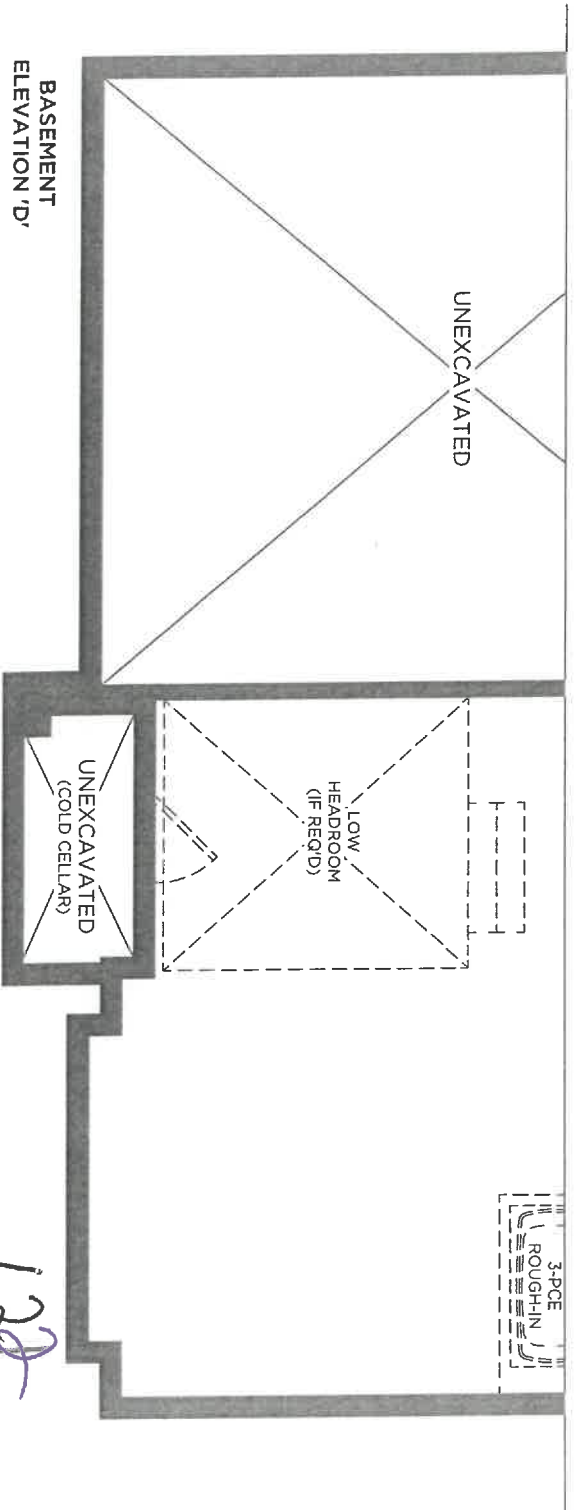 UNEXCAVATED
LOW
HEADROOM
(IF REQ'D)
3-PCE
ROUGH-IN
UNEXCAVATED
(COLD CELLAR)
BASEMENT
ELEVATION 'D'